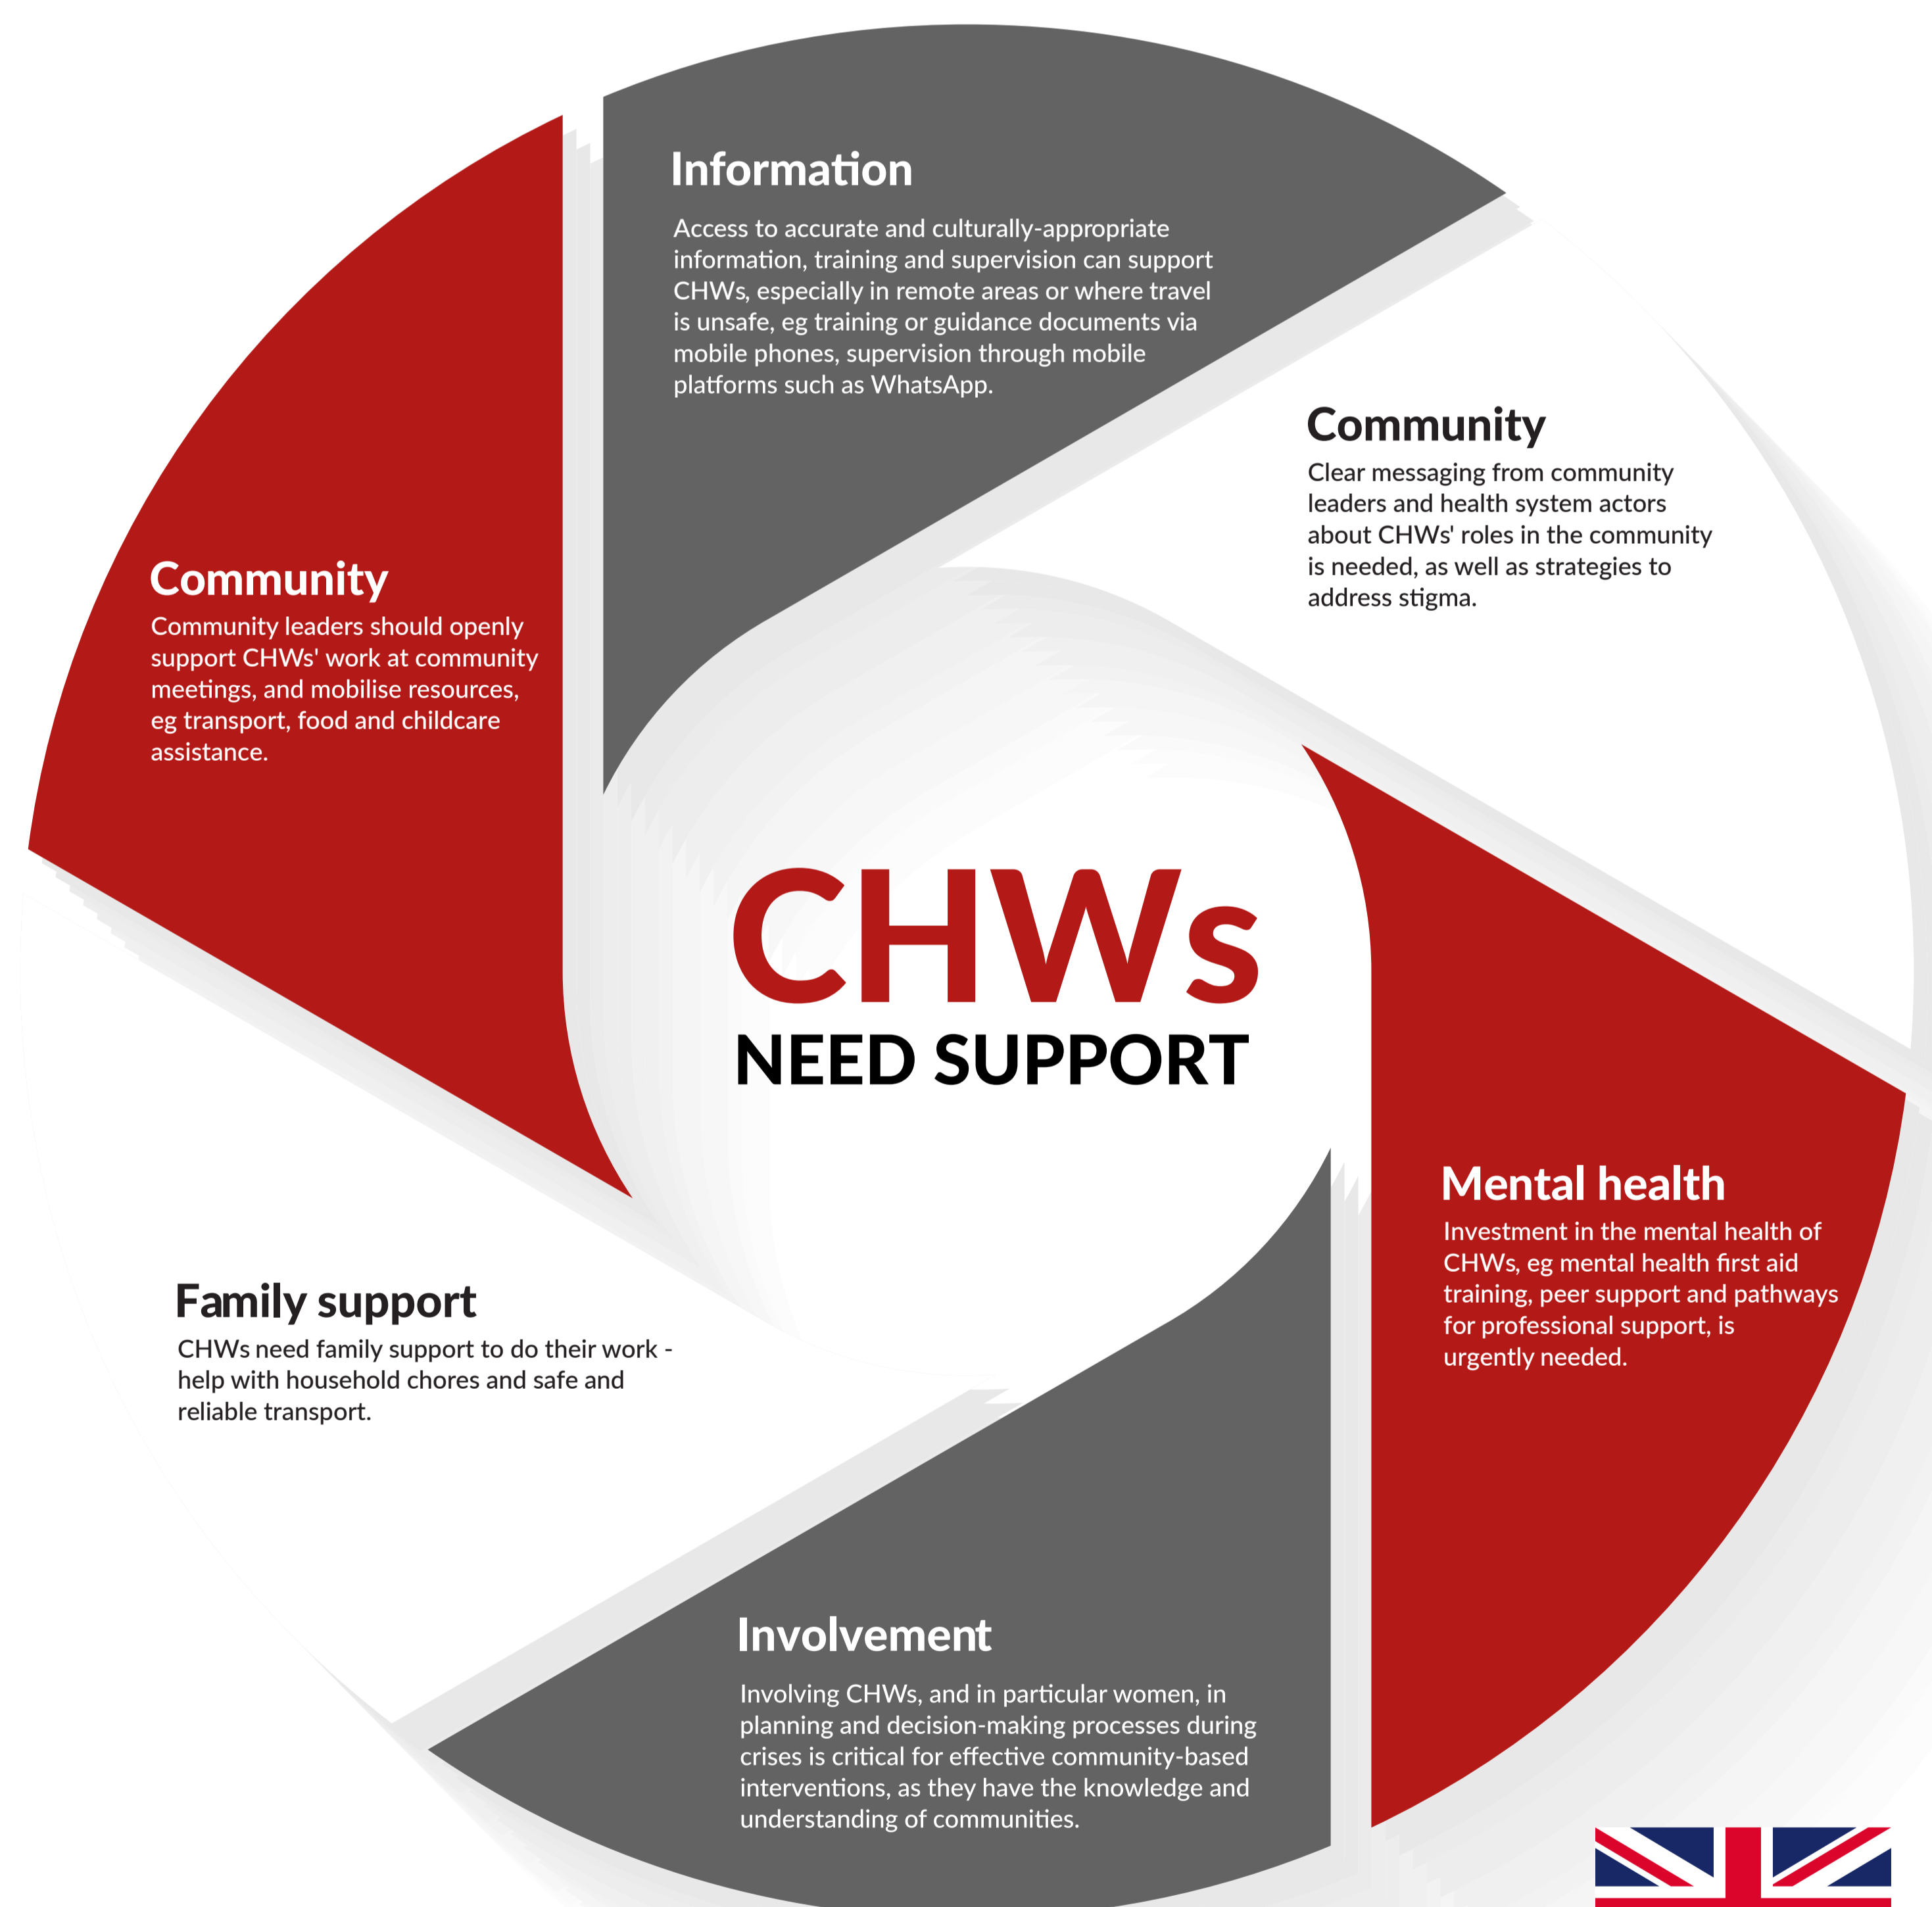 Information
Access to accurate and culturally-appropriate
information, training and supervision can support
CHWs, especially in remote areas or where travel
is unsafe, eg training or guidance documents via
mobile phones, supervision through mobile
platforms such as WhatsApp.
Community
Clear messaging from community
leaders and health system actors
about CHWs' roles in the community
is needed, as well as strategies to
address stigma.
Community
Community leaders should openly
support CHWs' work at community
meetings, and mobilise resources,
eg transport, food and childcare
assistance.
CHWs
NEED SUPPORT
Mental health
Investment in the mental health of
CHWs, eg mental health first aid
training, peer support and pathways
for professional support, is
urgently needed.
Family support
CHWs need family support to do their work -
help with household chores and safe and
reliable transport.
Involvement
Involving CHWs, and in particular women, in
planning and decision-making processes during
crises is critical for effective community-based
interventions, as they have the knowledge and
understanding of communities.